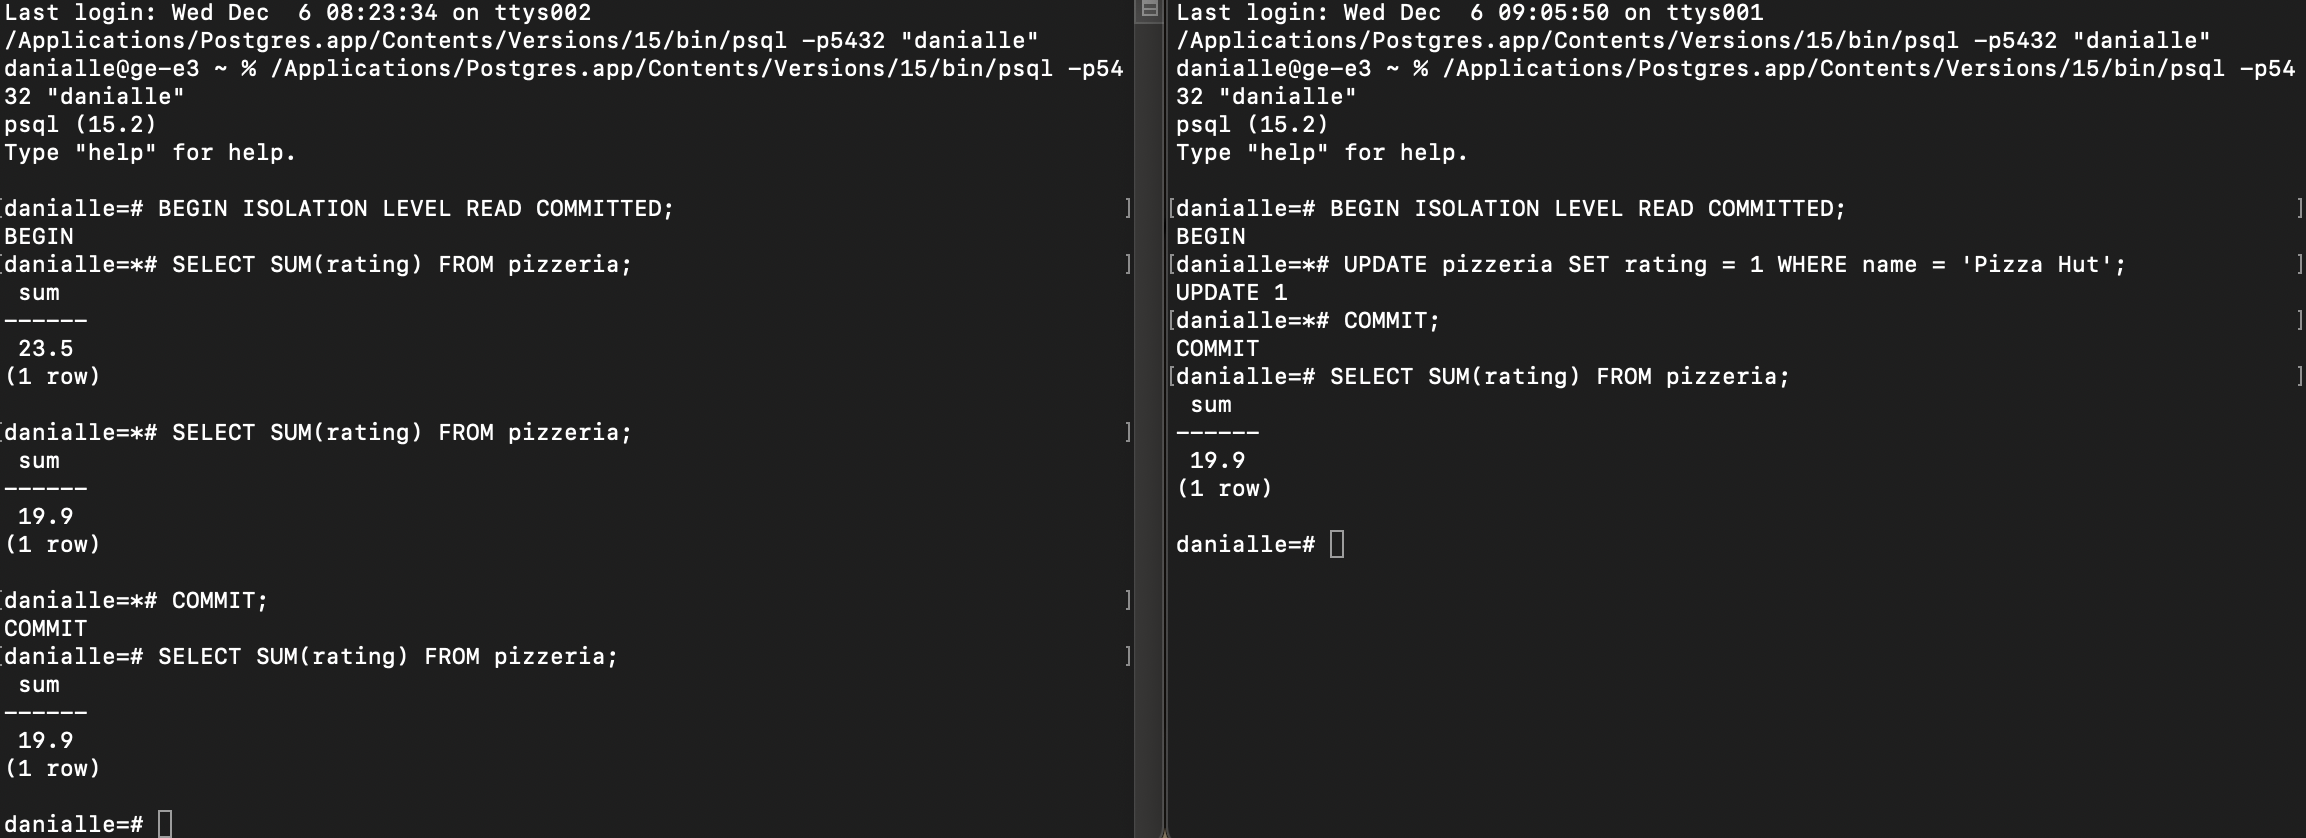 Last login: Wed Dec  6 08:23:34 on ttys002
/Applications/Postgres.app/Contents/Versions/15/bin/psql -p5432 "danialle"
danialle@ge-e3 ~ % /Applications/Postgres.app/Contents/Versions/15/bin/psql -p54
32 "danialle"
psql (15.2)
Type "help" for help.

[danialle=# BEGIN ISOLATION LEVEL READ COMMITTED; ]
BEGIN
[danialle=*# SELECT SUM(rating) FROM pizzeria; ]
 sum
------
 23.5
(1 row)

[danialle=*# SELECT SUM(rating) FROM pizzeria; ]
 sum
------
 19.9
(1 row)

[danialle=*# COMMIT; ]
COMMIT
[danialle=# SELECT SUM(rating) FROM pizzeria; ]
 sum
------
 19.9
(1 row)

danialle=#

Last login: Wed Dec  6 09:05:50 on ttys001
/Applications/Postgres.app/Contents/Versions/15/bin/psql -p5432 "danialle"
danialle@ge-e3 ~ % /Applications/Postgres.app/Contents/Versions/15/bin/psql -p54
32 "danialle"
psql (15.2)
Type "help" for help.

[danialle=# BEGIN ISOLATION LEVEL READ COMMITTED; ]
BEGIN
[danialle=*# UPDATE pizzeria SET rating = 1 WHERE name = 'Pizza Hut'; ]
UPDATE 1
[danialle=*# COMMIT; ]
COMMIT
[danialle=# SELECT SUM(rating) FROM pizzeria; ]
 sum
------
 19.9
(1 row)

danialle=#